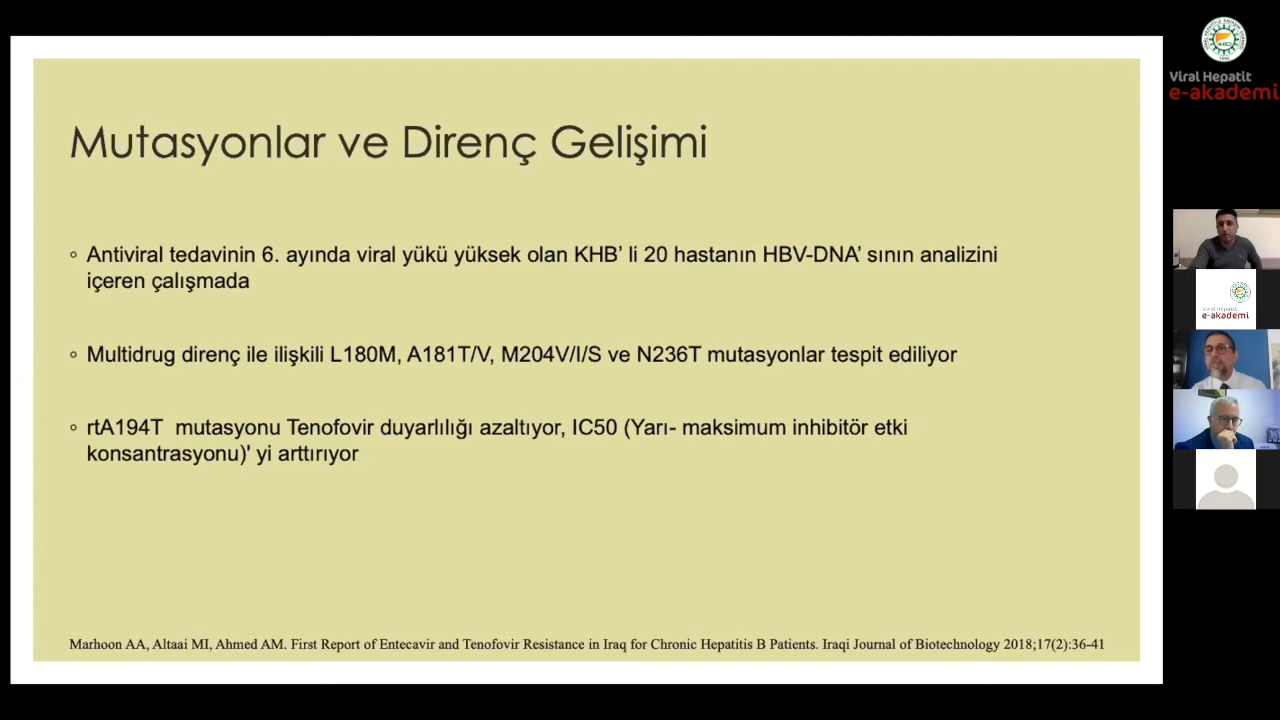 Mutasyonlar ve Direnç Gelişimi
◦ Antiviral tedavinin 6. ayında viral yükü yüksek olan KHB’ li 20 hastanın HBV-DNA’ sının analizini
içeren çalışmada
◦ Multidrug direnç ile ilişkili L180M, A181T/V, M204V/I/S ve N236T mutasyonlar tespit ediliyor
◦ rtA194T mutasyonu Tenofovir duyarlılığı azaltıyor, IC50 (Yarı- maksimum inhibitör etki
konsantrasyonu)' yi arttırıyor
Marhoon AA, Altaai MI, Ahmed AM. First Report of Entecavir and Tenofovir Resistance in Iraq for Chronic Hepatitis B Patients. Iraqi Journal of Biotechnology 2018;17(2):36-41
Viral Hepatit
e-akademi
Viral Hepatit
e-akademi